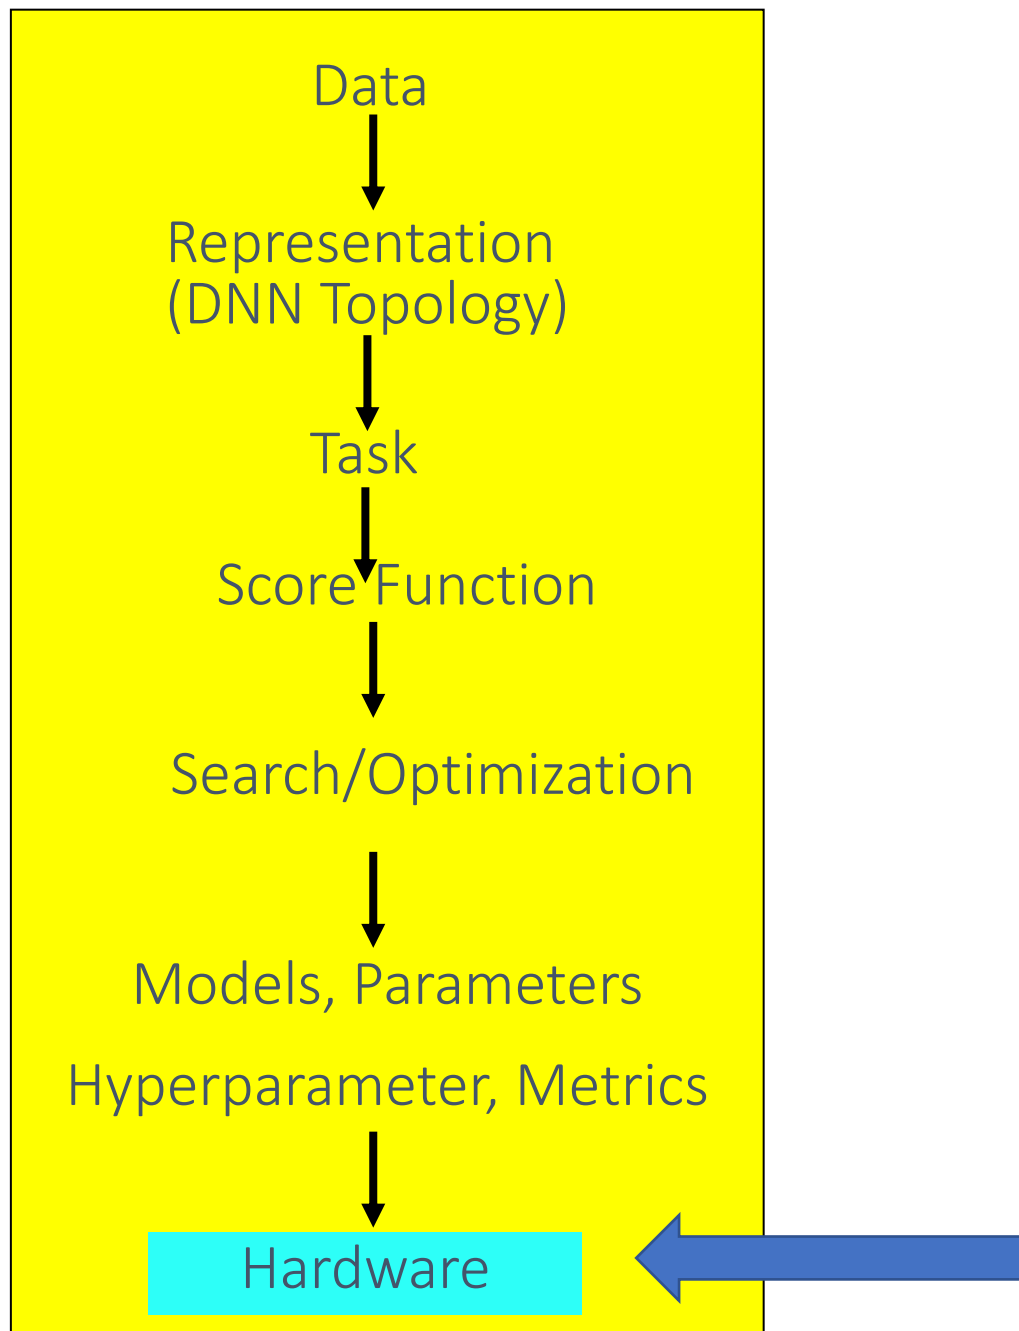 Data
Representation
(DNN Topology)
Task
Score Function
Search/Optimization
Models, Parameters
Hyperparameter, Metrics
Hardware